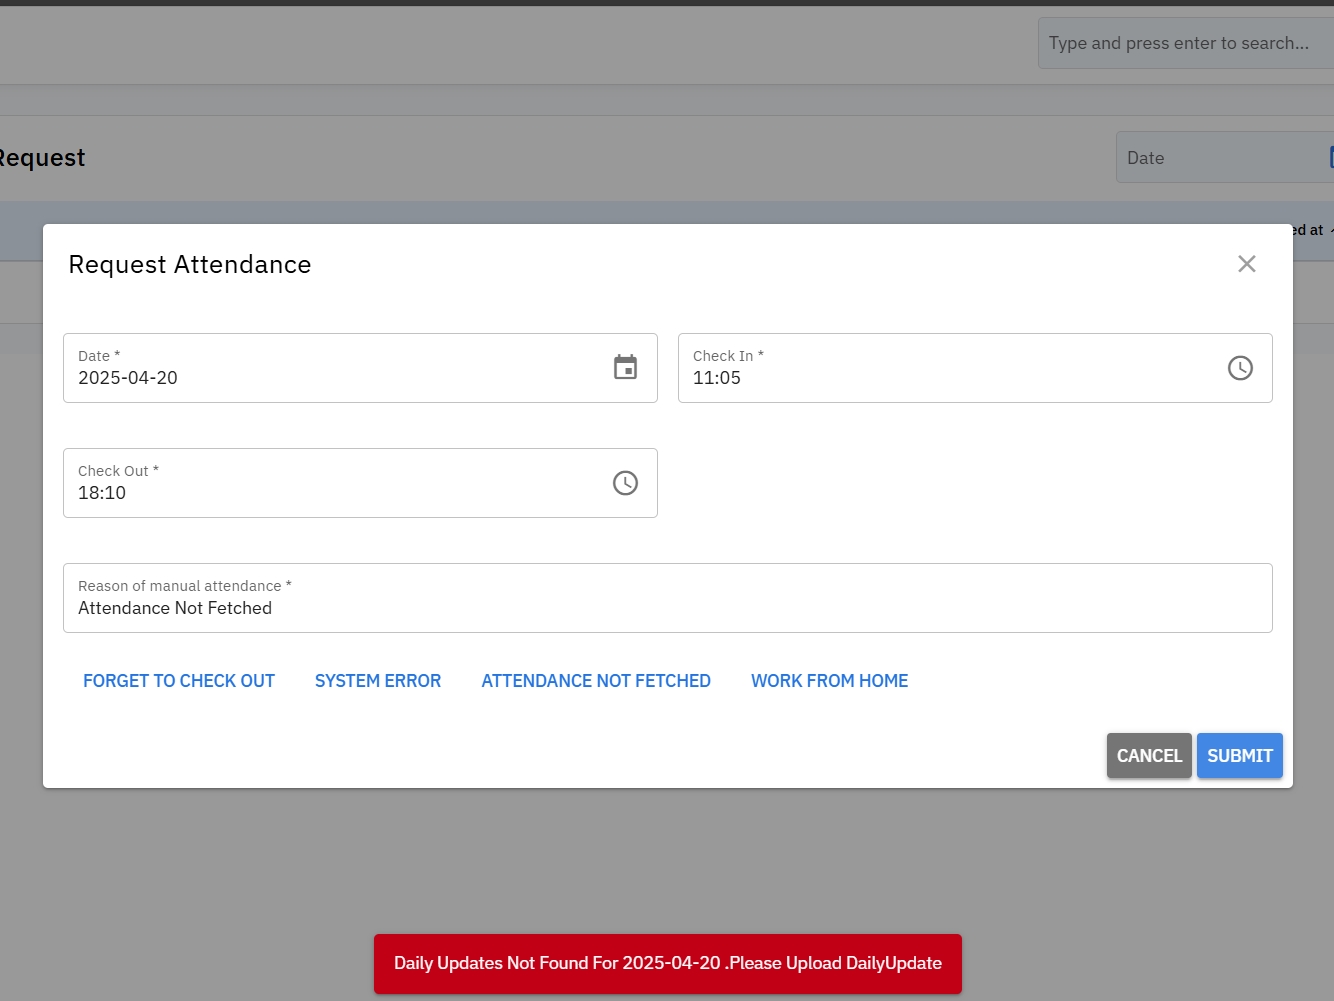 Type and press enter to search...
Request
Date
ed at
Request Attendance
Date *
2025-04-20
Check In *
11:05
Check Out *
18:10
Reason of manual attendance *
Attendance Not Fetched
FORGET TO CHECK OUT SYSTEM ERROR ATTENDANCE NOT FETCHED WORK FROM HOME
CANCEL SUBMIT
Daily Updates Not Found For 2025-04-20 .Please Upload DailyUpdate